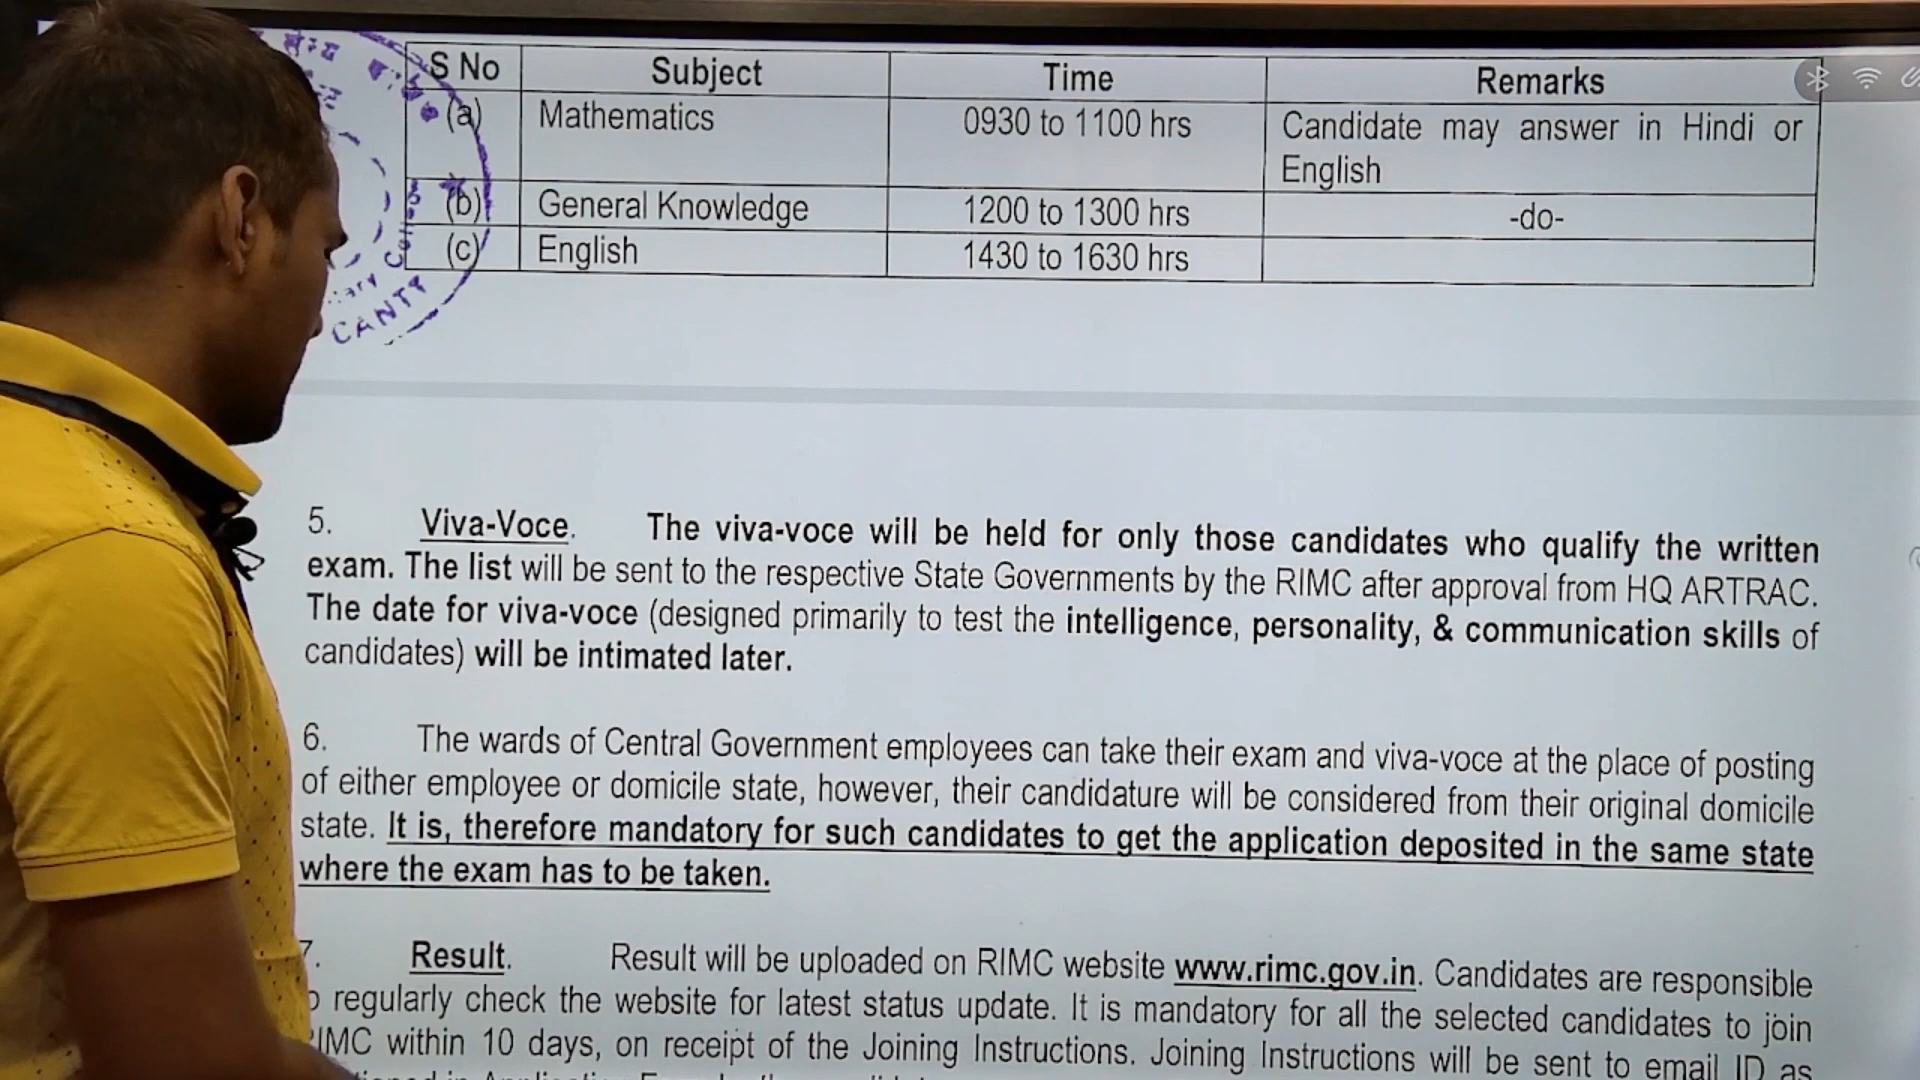 S No Subject Time Remarks
(a) Mathematics 0930 to 1100 hrs Candidate may answer in Hindi or
English
(b) General Knowledge 1200 to 1300 hrs -do-
(c) English 1430 to 1630 hrs
CANTT
5. Viva-Voce. The viva-voce will be held for only those candidates who qualify the written
exam. The list will be sent to the respective State Governments by the RIMC after approval from HQ ARTRAC.
The date for viva-voce (designed primarily to test the intelligence, personality, & communication skills of
candidates) will be intimated later.
6. The wards of Central Government employees can take their exam and viva-voce at the place of posting
of either employee or domicile state, however, their candidature will be considered from their original domicile
state. It is, therefore mandatory for such candidates to get the application deposited in the same state
where the exam has to be taken.
7. Result. Result will be uploaded on RIMC website www.rimc.gov.in. Candidates are responsible
regularly check the website for latest status update. It is mandatory for all the selected candidates to join
IMC within 10 days, on receipt of the Joining Instructions. Joining Instructions will be sent to email ID as